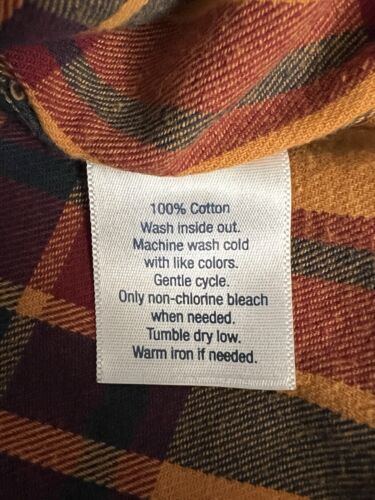 100% Cotton
Wash inside out.
Machine wash cold
with like colors.
Gentle cycle.
Only non-chlorine bleach
when needed.
Tumble dry low.
Warm iron if needed.